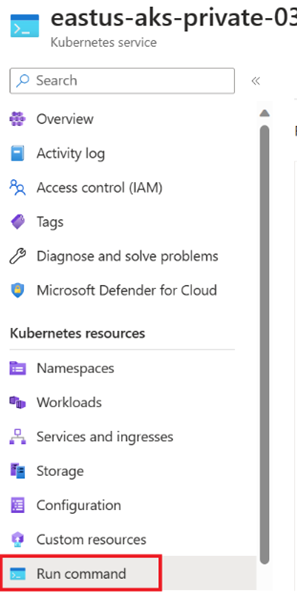 eastus-aks-private-03
Kubernetes service
Search
Overview
Activity log
Access control (IAM)
Tags
Diagnose and solve problems
Microsoft Defender for Cloud
Kubernetes resources
Namespaces
Workloads
Services and ingresses
Storage
Configuration
Custom resources
Run command